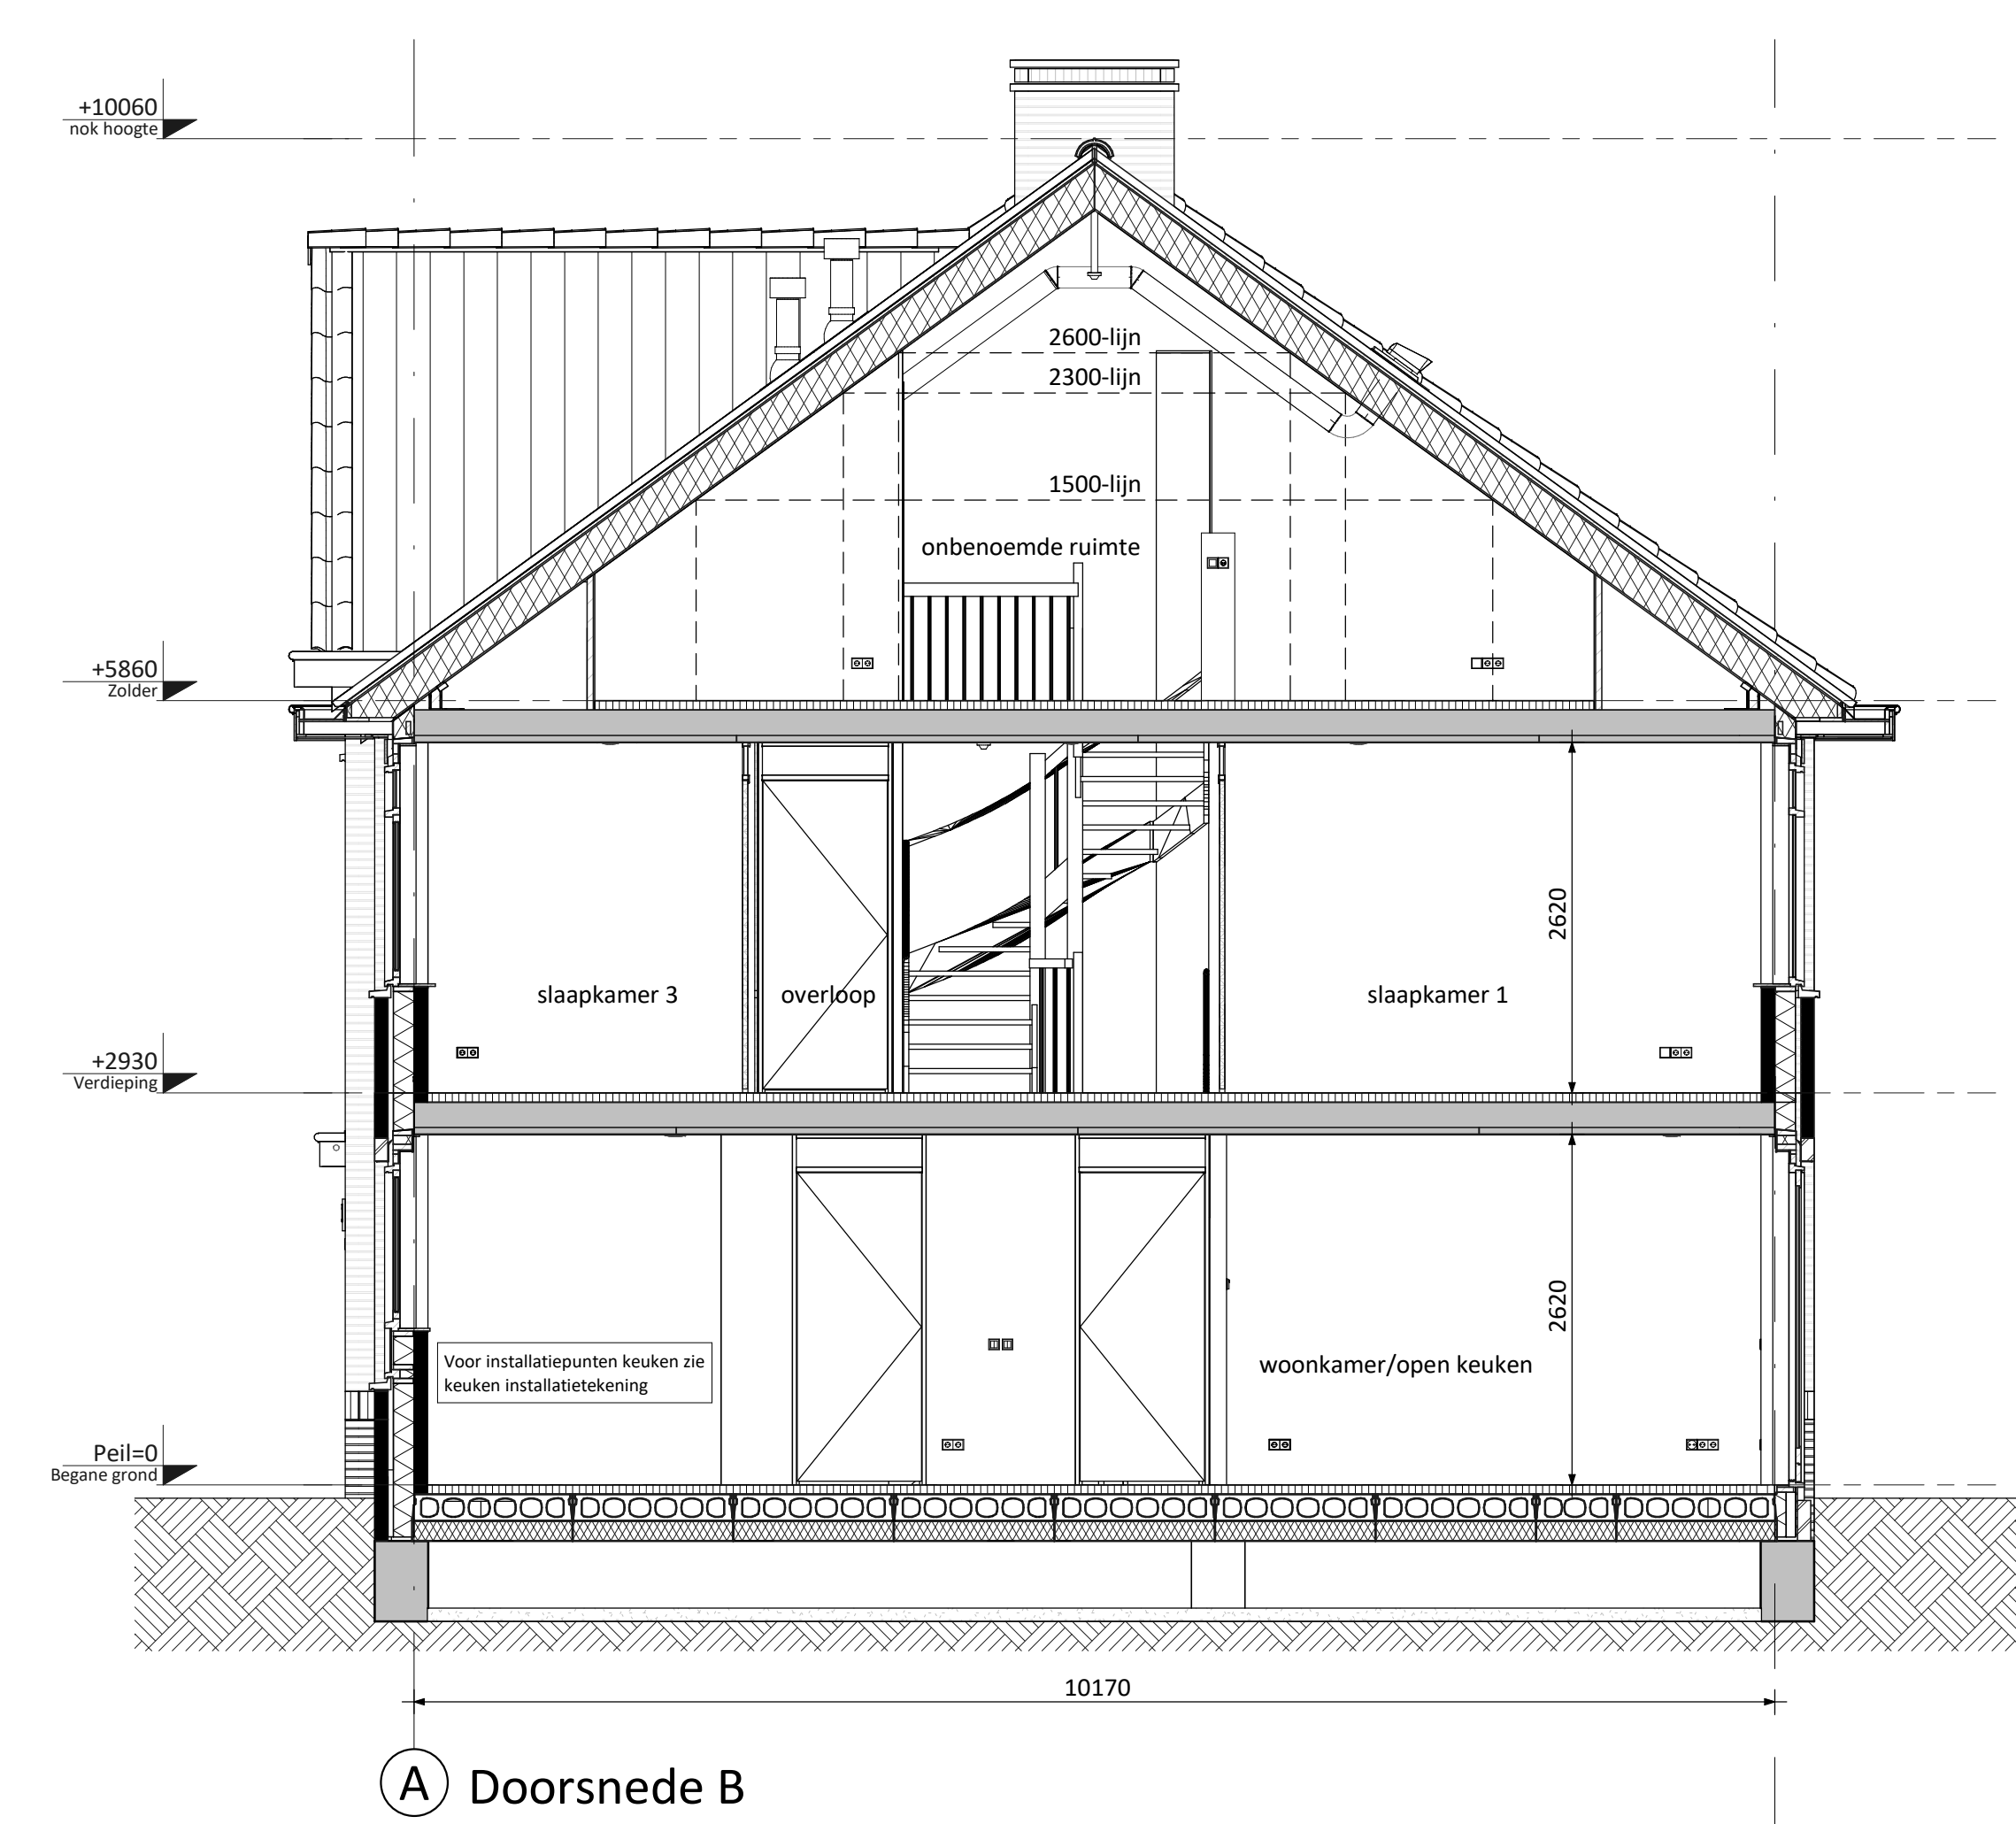 +10060
nok hoogte
2600-lijn
2300-lijn
1500-lijn
onbenoemde ruimte
+5860
Zolder
2620
slaapkamer 3
overloop
slaapkamer 1
+2930
Verdieping
2620
Voor installatiepunten keuken zie
keuken installatietekening
woonkamer/open keuken
Peil=0
Begane grond
10170
A Doorsnede B